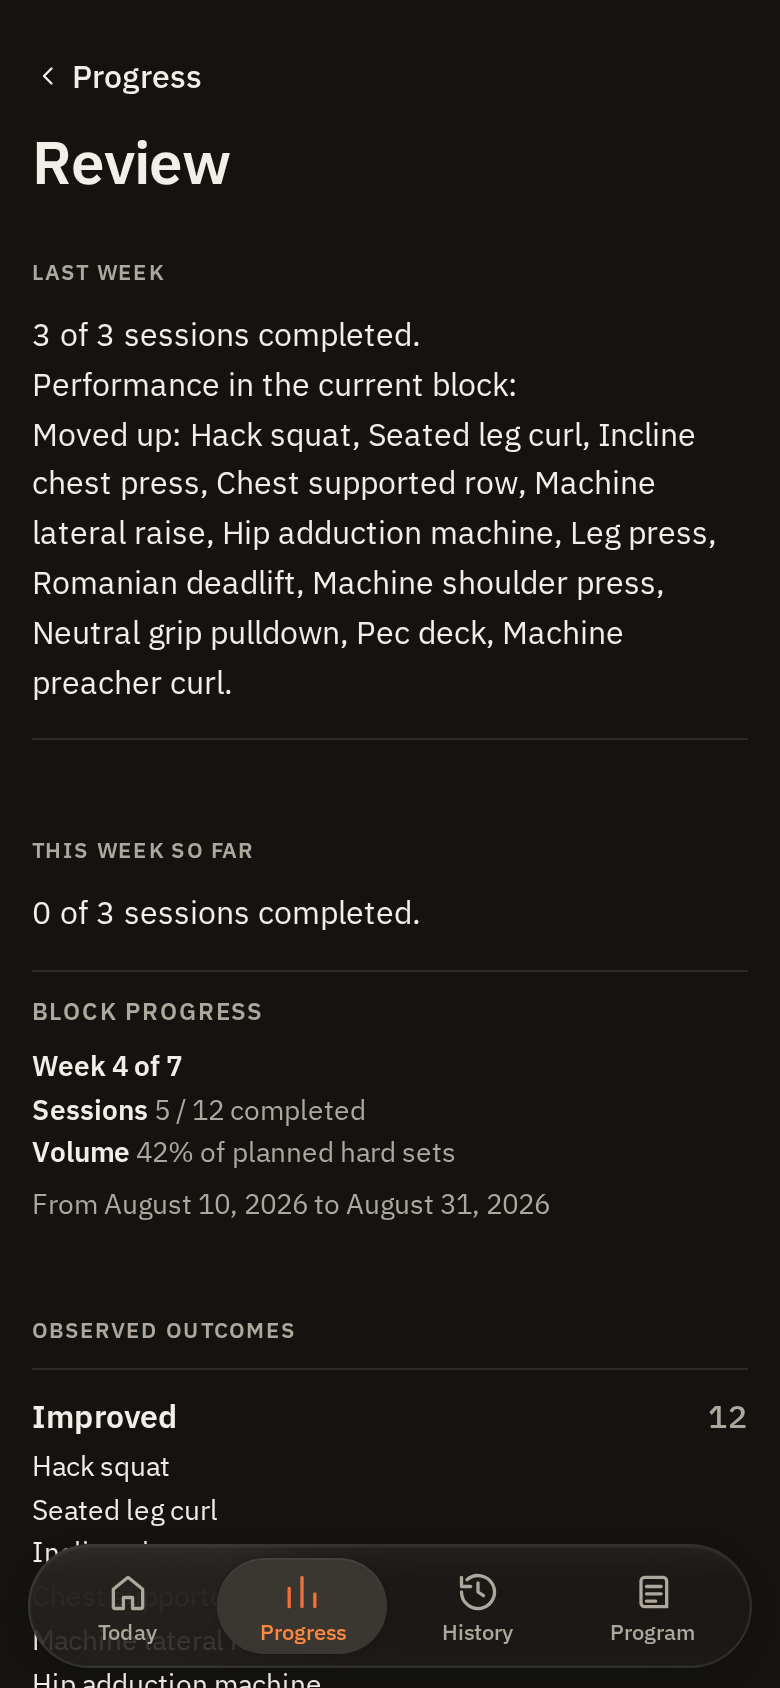 Progress
Review
LAST WEEK
3 of 3 sessions completed.
Performance in the current block:
Moved up: Hack squat, Seated leg curl, Incline
chest press, Chest supported row, Machine
lateral raise, Hip adduction machine, Leg press,
Romanian deadlift, Machine shoulder press,
Neutral grip pulldown, Pec deck, Machine
preacher curl.
THIS WEEK SO FAR
0 of 3 sessions completed.
BLOCK PROGRESS
Week 4 of 7
Sessions 5 / 12 completed
Volume 42% of planned hard sets
From August 10, 2026 to August 31, 2026
OBSERVED OUTCOMES
Improved 12
Hack squat
Seated leg curl
Machine lateral
Hip adduction machine
Today
Progress
History
Program